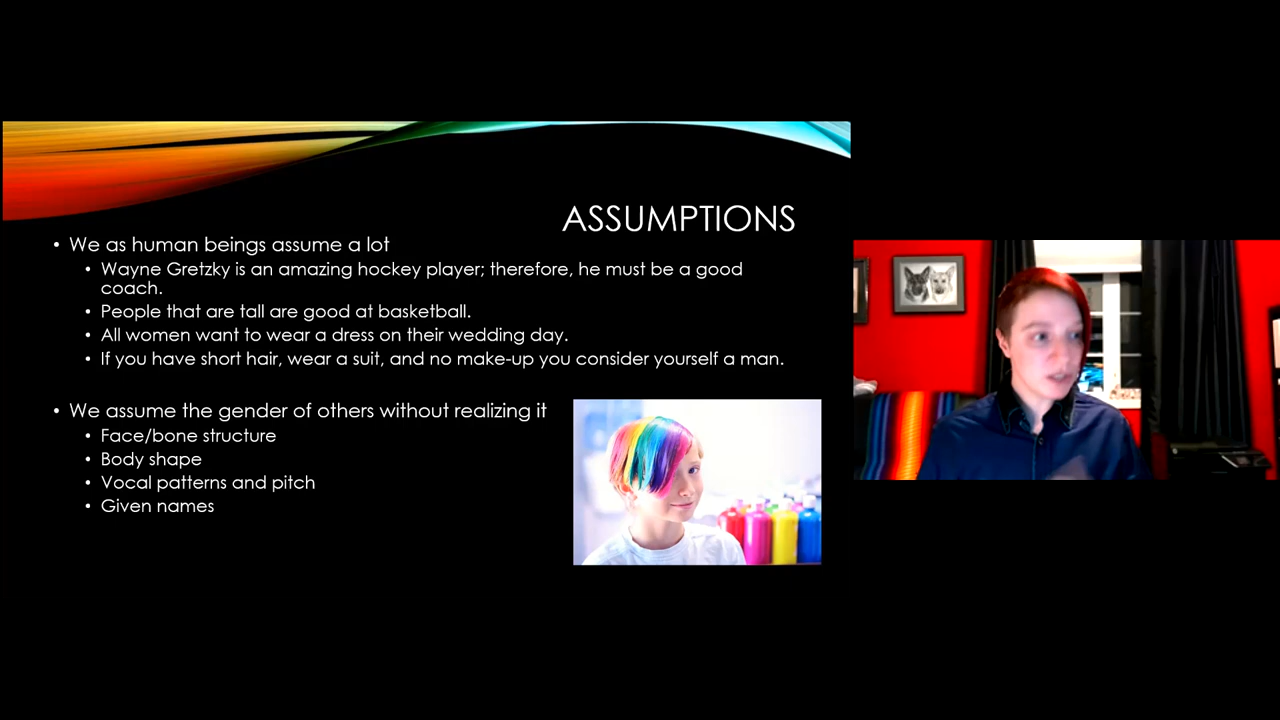 ASSUMPTIONS
• We as human beings assume a lot
• Wayne Gretzky is an amazing hockey player; therefore, he must be a good
coach.
• People that are tall are good at basketball.
• All women want to wear a dress on their wedding day.
• If you have short hair, wear a suit, and no make-up you consider yourself a man.
• We assume the gender of others without realizing it
• Face/bone structure
• Body shape
• Vocal patterns and pitch
• Given names